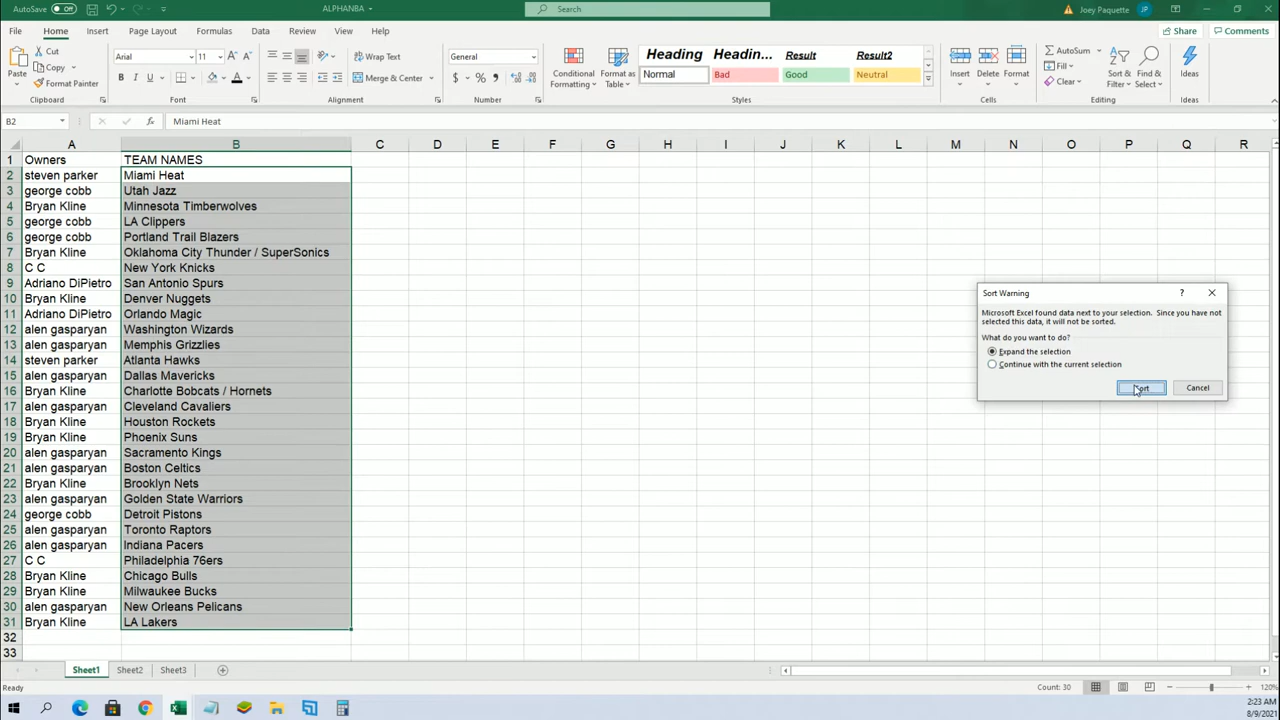 AutoSave Off ALPHANBA Search Joey Paquette JP
File Home Insert Page Layout Formulas Data Review View Help Share Comments
Paste Cut Copy Format Painter Clipboard
Arial 11 A A B I U A Font
ab Wrap Text Merge & Center Alignment
General $ % Number
Conditional Formatting Format as Table Heading Headin... Result Result2
Normal Bad Good Neutral Styles
Insert Delete Format Cells
AutoSum Fill Clear Sort & Filter Find & Select Editing
Ideas Ideas
B2 fx Miami Heat
A B C D E F G H I J K L M N O P Q R
1 Owners TEAM NAMES
2 steven parker Miami Heat
3 george cobb Utah Jazz
4 Bryan Kline Minnesota Timberwolves
5 george cobb LA Clippers
6 george cobb Portland Trail Blazers
7 Bryan Kline Oklahoma City Thunder / SuperSonics
8 C C New York Knicks
9 Adriano DiPietro San Antonio Spurs
10 Bryan Kline Denver Nuggets
11 Adriano DiPietro Orlando Magic
12 alen gasparyan Washington Wizards
13 alen gasparyan Memphis Grizzlies
14 steven parker Atlanta Hawks
15 alen gasparyan Dallas Mavericks
16 Bryan Kline Charlotte Bobcats / Hornets
17 alen gasparyan Cleveland Cavaliers
18 Bryan Kline Houston Rockets
19 Bryan Kline Phoenix Suns
20 alen gasparyan Sacramento Kings
21 alen gasparyan Boston Celtics
22 Bryan Kline Brooklyn Nets
23 alen gasparyan Golden State Warriors
24 george cobb Detroit Pistons
25 alen gasparyan Toronto Raptors
26 alen gasparyan Indiana Pacers
27 C C Philadelphia 76ers
28 Bryan Kline Chicago Bulls
29 Bryan Kline Milwaukee Bucks
30 alen gasparyan New Orleans Pelicans
31 Bryan Kline LA Lakers
32
33
Sort Warning ?
Microsoft Excel found data next to your selection. Since you have not
selected this data, it will not be sorted.
What do you want to do?
Expand the selection
Continue with the current selection
Cancel
Sheet1 Sheet2 Sheet3
Ready Count: 30 120%
2:23 AM
8/9/2021